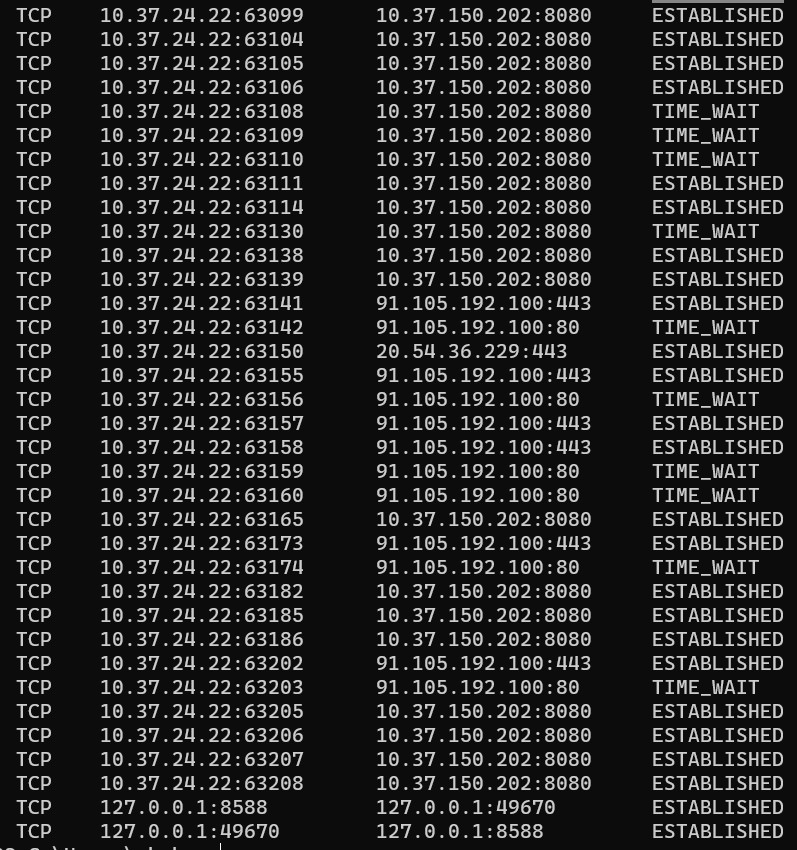 TCP 10.37.24.22:63099 10.37.150.202:8080 ESTABLISHED
TCP 10.37.24.22:63104 10.37.150.202:8080 ESTABLISHED
TCP 10.37.24.22:63105 10.37.150.202:8080 ESTABLISHED
TCP 10.37.24.22:63106 10.37.150.202:8080 ESTABLISHED
TCP 10.37.24.22:63108 10.37.150.202:8080 TIME_WAIT
TCP 10.37.24.22:63109 10.37.150.202:8080 TIME_WAIT
TCP 10.37.24.22:63110 10.37.150.202:8080 TIME_WAIT
TCP 10.37.24.22:63111 10.37.150.202:8080 ESTABLISHED
TCP 10.37.24.22:63114 10.37.150.202:8080 ESTABLISHED
TCP 10.37.24.22:63130 10.37.150.202:8080 TIME_WAIT
TCP 10.37.24.22:63138 10.37.150.202:8080 ESTABLISHED
TCP 10.37.24.22:63139 10.37.150.202:8080 ESTABLISHED
TCP 10.37.24.22:63141 91.105.192.100:443 ESTABLISHED
TCP 10.37.24.22:63142 91.105.192.100:80 TIME_WAIT
TCP 10.37.24.22:63150 20.54.36.229:443 ESTABLISHED
TCP 10.37.24.22:63155 91.105.192.100:443 ESTABLISHED
TCP 10.37.24.22:63156 91.105.192.100:80 TIME_WAIT
TCP 10.37.24.22:63157 91.105.192.100:443 ESTABLISHED
TCP 10.37.24.22:63158 91.105.192.100:443 ESTABLISHED
TCP 10.37.24.22:63159 91.105.192.100:80 TIME_WAIT
TCP 10.37.24.22:63160 91.105.192.100:80 TIME_WAIT
TCP 10.37.24.22:63165 10.37.150.202:8080 ESTABLISHED
TCP 10.37.24.22:63173 91.105.192.100:443 ESTABLISHED
TCP 10.37.24.22:63174 91.105.192.100:80 TIME_WAIT
TCP 10.37.24.22:63182 10.37.150.202:8080 ESTABLISHED
TCP 10.37.24.22:63185 10.37.150.202:8080 ESTABLISHED
TCP 10.37.24.22:63186 10.37.150.202:8080 ESTABLISHED
TCP 10.37.24.22:63202 91.105.192.100:443 ESTABLISHED
TCP 10.37.24.22:63203 91.105.192.100:80 TIME_WAIT
TCP 10.37.24.22:63205 10.37.150.202:8080 ESTABLISHED
TCP 10.37.24.22:63206 10.37.150.202:8080 ESTABLISHED
TCP 10.37.24.22:63207 10.37.150.202:8080 ESTABLISHED
TCP 10.37.24.22:63208 10.37.150.202:8080 ESTABLISHED
TCP 127.0.0.1:8588 127.0.0.1:49670 ESTABLISHED
TCP 127.0.0.1:49670 127.0.0.1:8588 ESTABLISHED